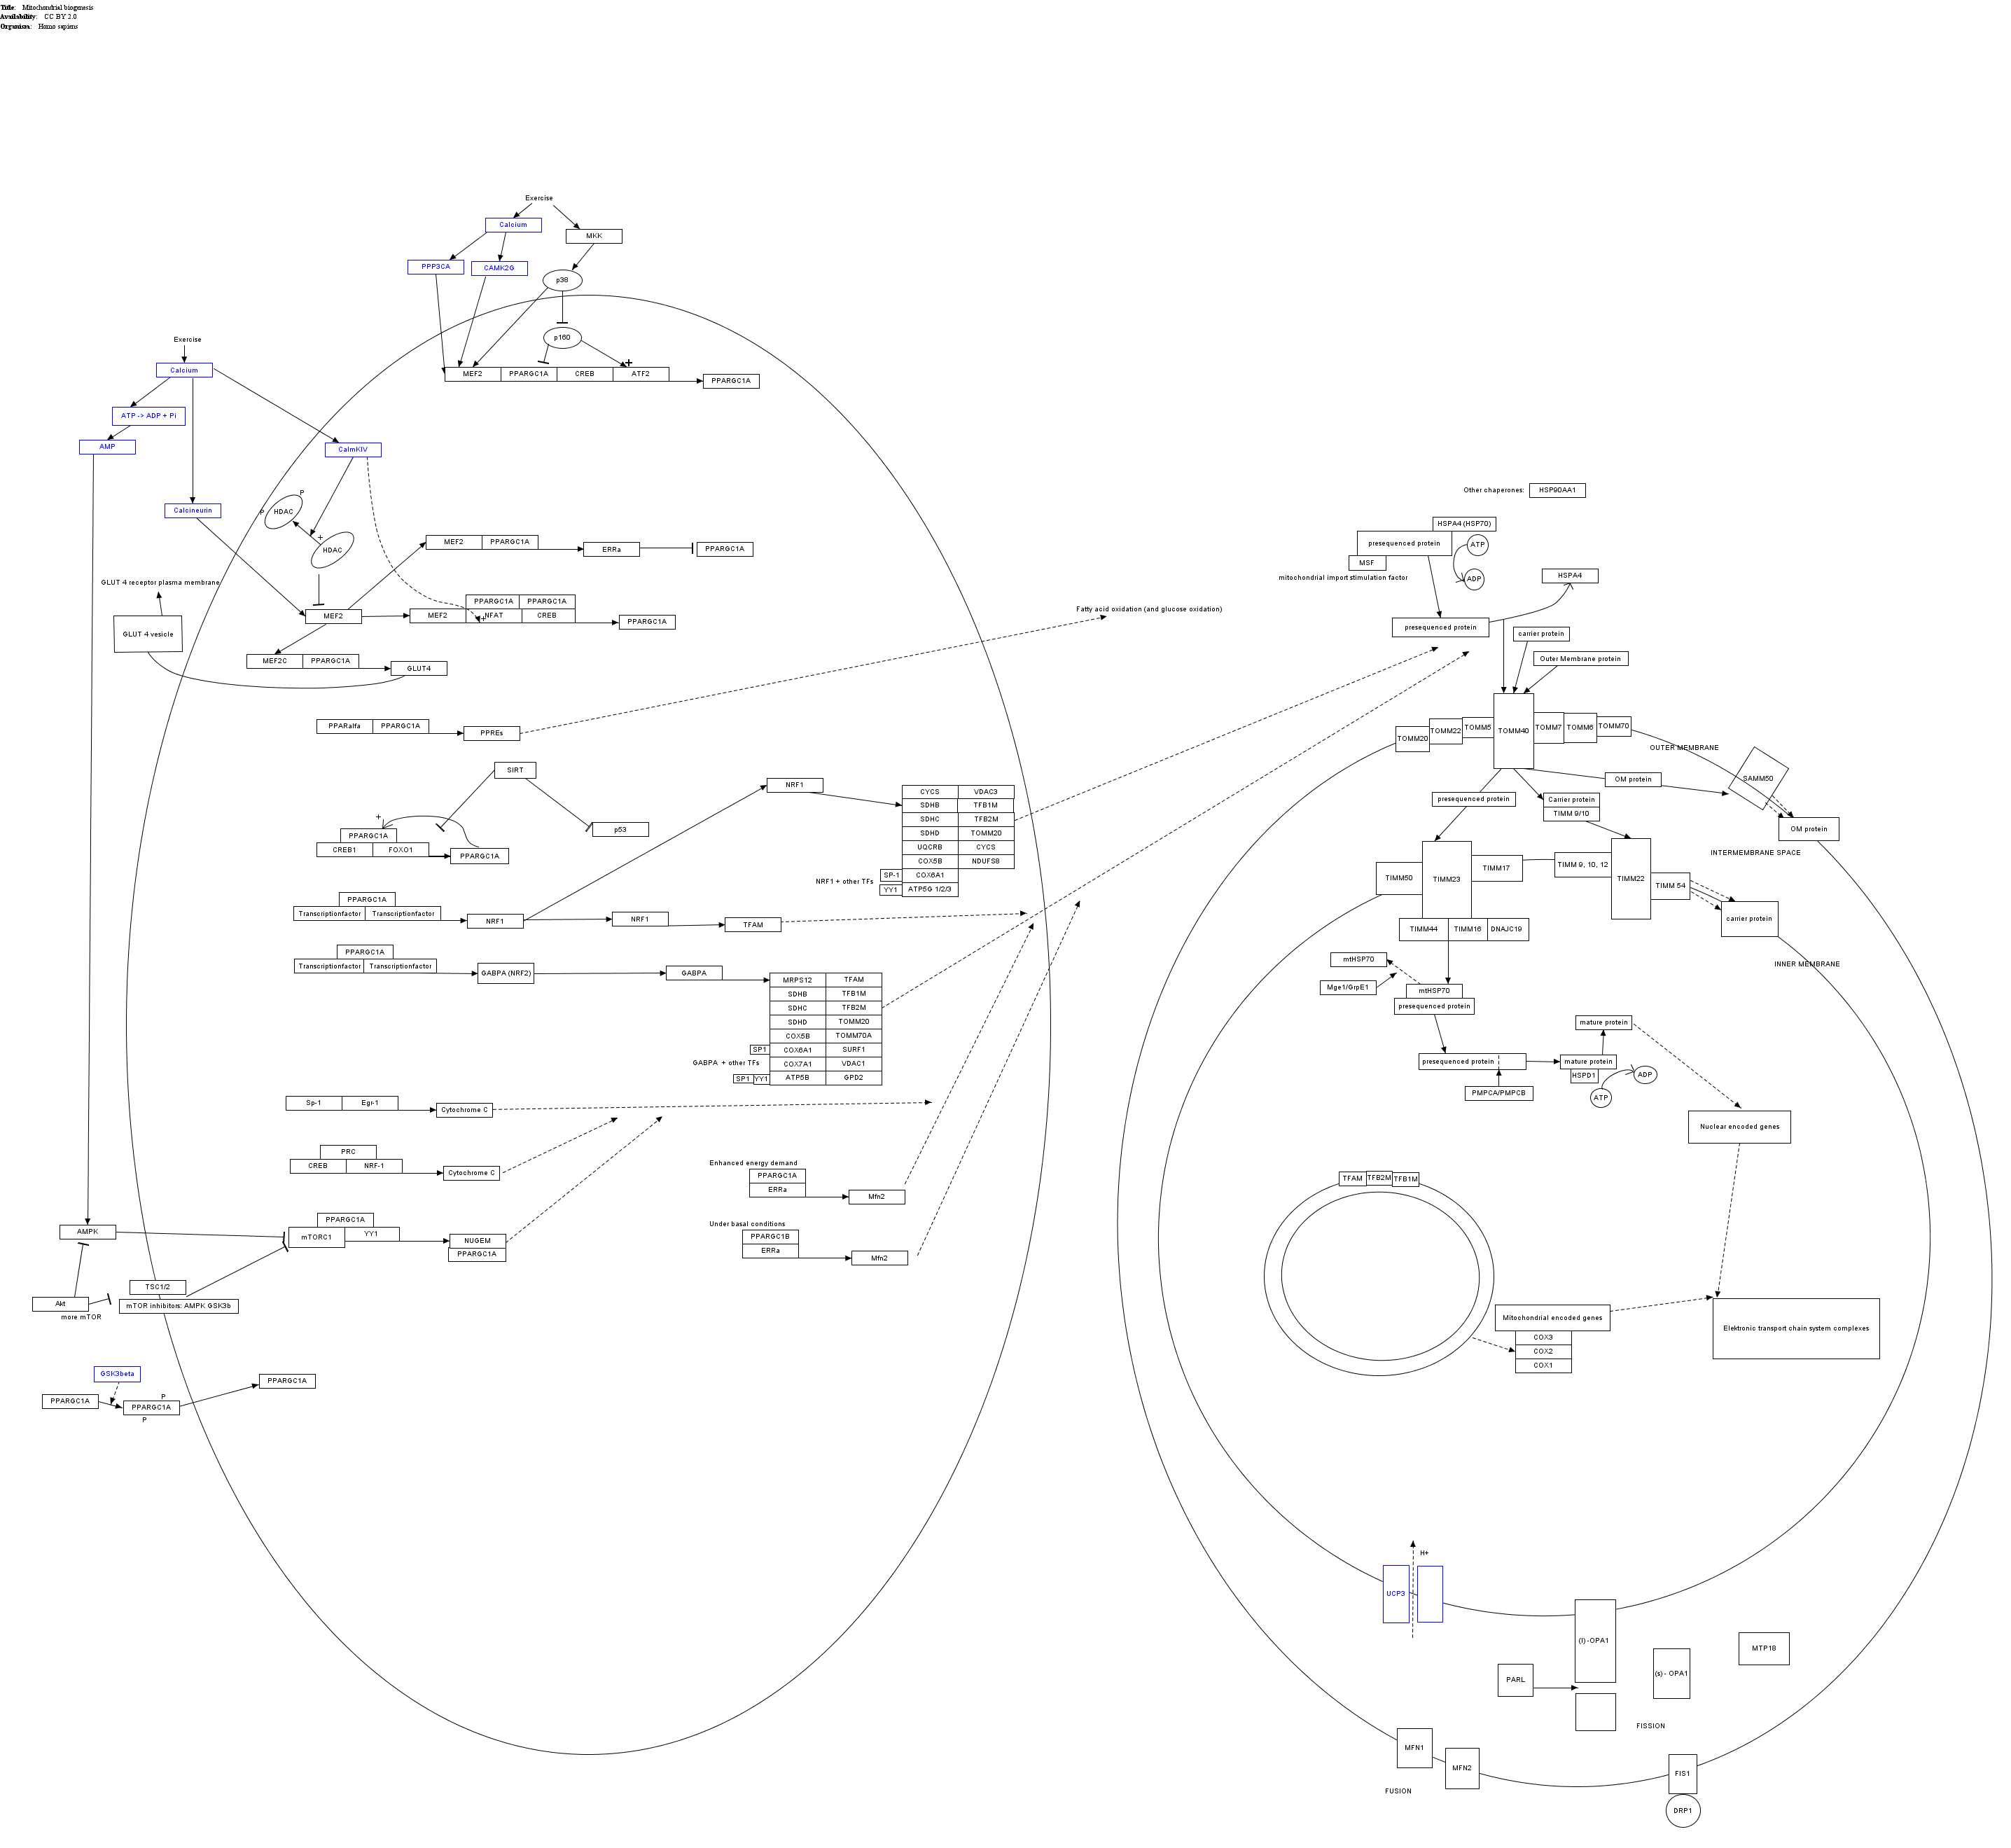 Title: Mitochondrial biogenesis
Availability: CC BY 2.0
Organism: Homo sapiens
Exercise
Calcium
MKK
PPP3CA
CAMK2G
p38
p160
+
MEF2 PPARGC1A CREB ATF2
PPARGC1A
Exercise
Calcium
ATP -> ADP + Pi
AMP
CalmKIV
P
HDAC
P
Calcineurin
+
HDAC
MEF2 PPARGC1A
ERRa
PPARGC1A
GLUT 4 receptor plasma membrane
PPARGC1A PPARGC1A
MEF2
MEF2 NFAT CREB
+
PPARGC1A
GLUT 4 vesicle
MEF2C PPARGC1A
GLUT4
PPARalfa PPARGC1A
PPREs
Fatty acid oxidation (and glucose oxidation)
SIRT
p53
+
PPARGC1A
CREB1 FOXO1
PPARGC1A
NRF1
CYCS VDAC3
SDHB TFB1M
SDHC TFB2M
SDHD TOMM20
UQCRB CYCS
COX5B NDUFS8
SP-1 COX6A1
NRF1 + other TFs
YY1 ATP5G 1/2/3
PPARGC1A
Transcriptionfactor Transcriptionfactor
NRF1
NRF1
TFAM
PPARGC1A
Transcriptionfactor Transcriptionfactor
GABPA (NRF2)
GABPA
MRPS12 TFAM
SDHB TFB1M
SDHC TFB2M
SDHD TOMM20
COX5B TOMM70A
SP1 COX6A1 SURF1
GABPA + other TFs
COX7A1 VDAC1
SP1 YY1 ATP5B GPD2
Sp-1 Egr-1
Cytochrome C
PRC
CREB NRF-1
Cytochrome C
Enhanced energy demand
PPARGC1A
ERRa
Mfn2
Under basal conditions
PPARGC1B
ERRa
Mfn2
AMPK
PPARGC1A
mTORC1 YY1
NUGEM
PPARGC1A
TSC1/2
Akt
mTOR inhibitors: AMPK GSK3b
more mTOR
GSK3beta
PPARGC1A
P
PPARGC1A
P
PPARGC1A
Other chaperones: HSP90AA1
HSPA4 (HSP70)
presequenced protein
ATP
MSF
ADP
mitochondrial import stimulation factor
HSPA4
presequenced protein
carrier protein
Outer Membrane protein
TOMM20 TOMM22 TOMM5 TOMM40 TOMM7 TOMM6 TOMM70
OUTER MEMBRANE
OM protein
SAMM50
presequenced protein
Carrier protein
TIMM 9/10
OM protein
INTERMEMBRANE SPACE
TIMM50 TIMM23 TIMM17
TIMM 9, 10, 12
TIMM22
TIMM 54
carrier protein
TIMM44 TIMM16 DNAJC19
INNER MEMBRANE
mtHSP70
Mge1/GrpE1
mtHSP70
presequenced protein
mature protein
presequenced protein
mature protein
HSPD1
ADP
PMPCA/PMPCB
ATP
Nuclear encoded genes
TFAM TFB2M TFB1M
Mitochondrial encoded genes
COX3
COX2
COX1
Elektronic transport chain system complexes
H+
UCP3
(l)-OPA1
MTP18
(s)- OPA1
PARL
FISSION
MFN1
MFN2
FUSION
FIS1
DRP1